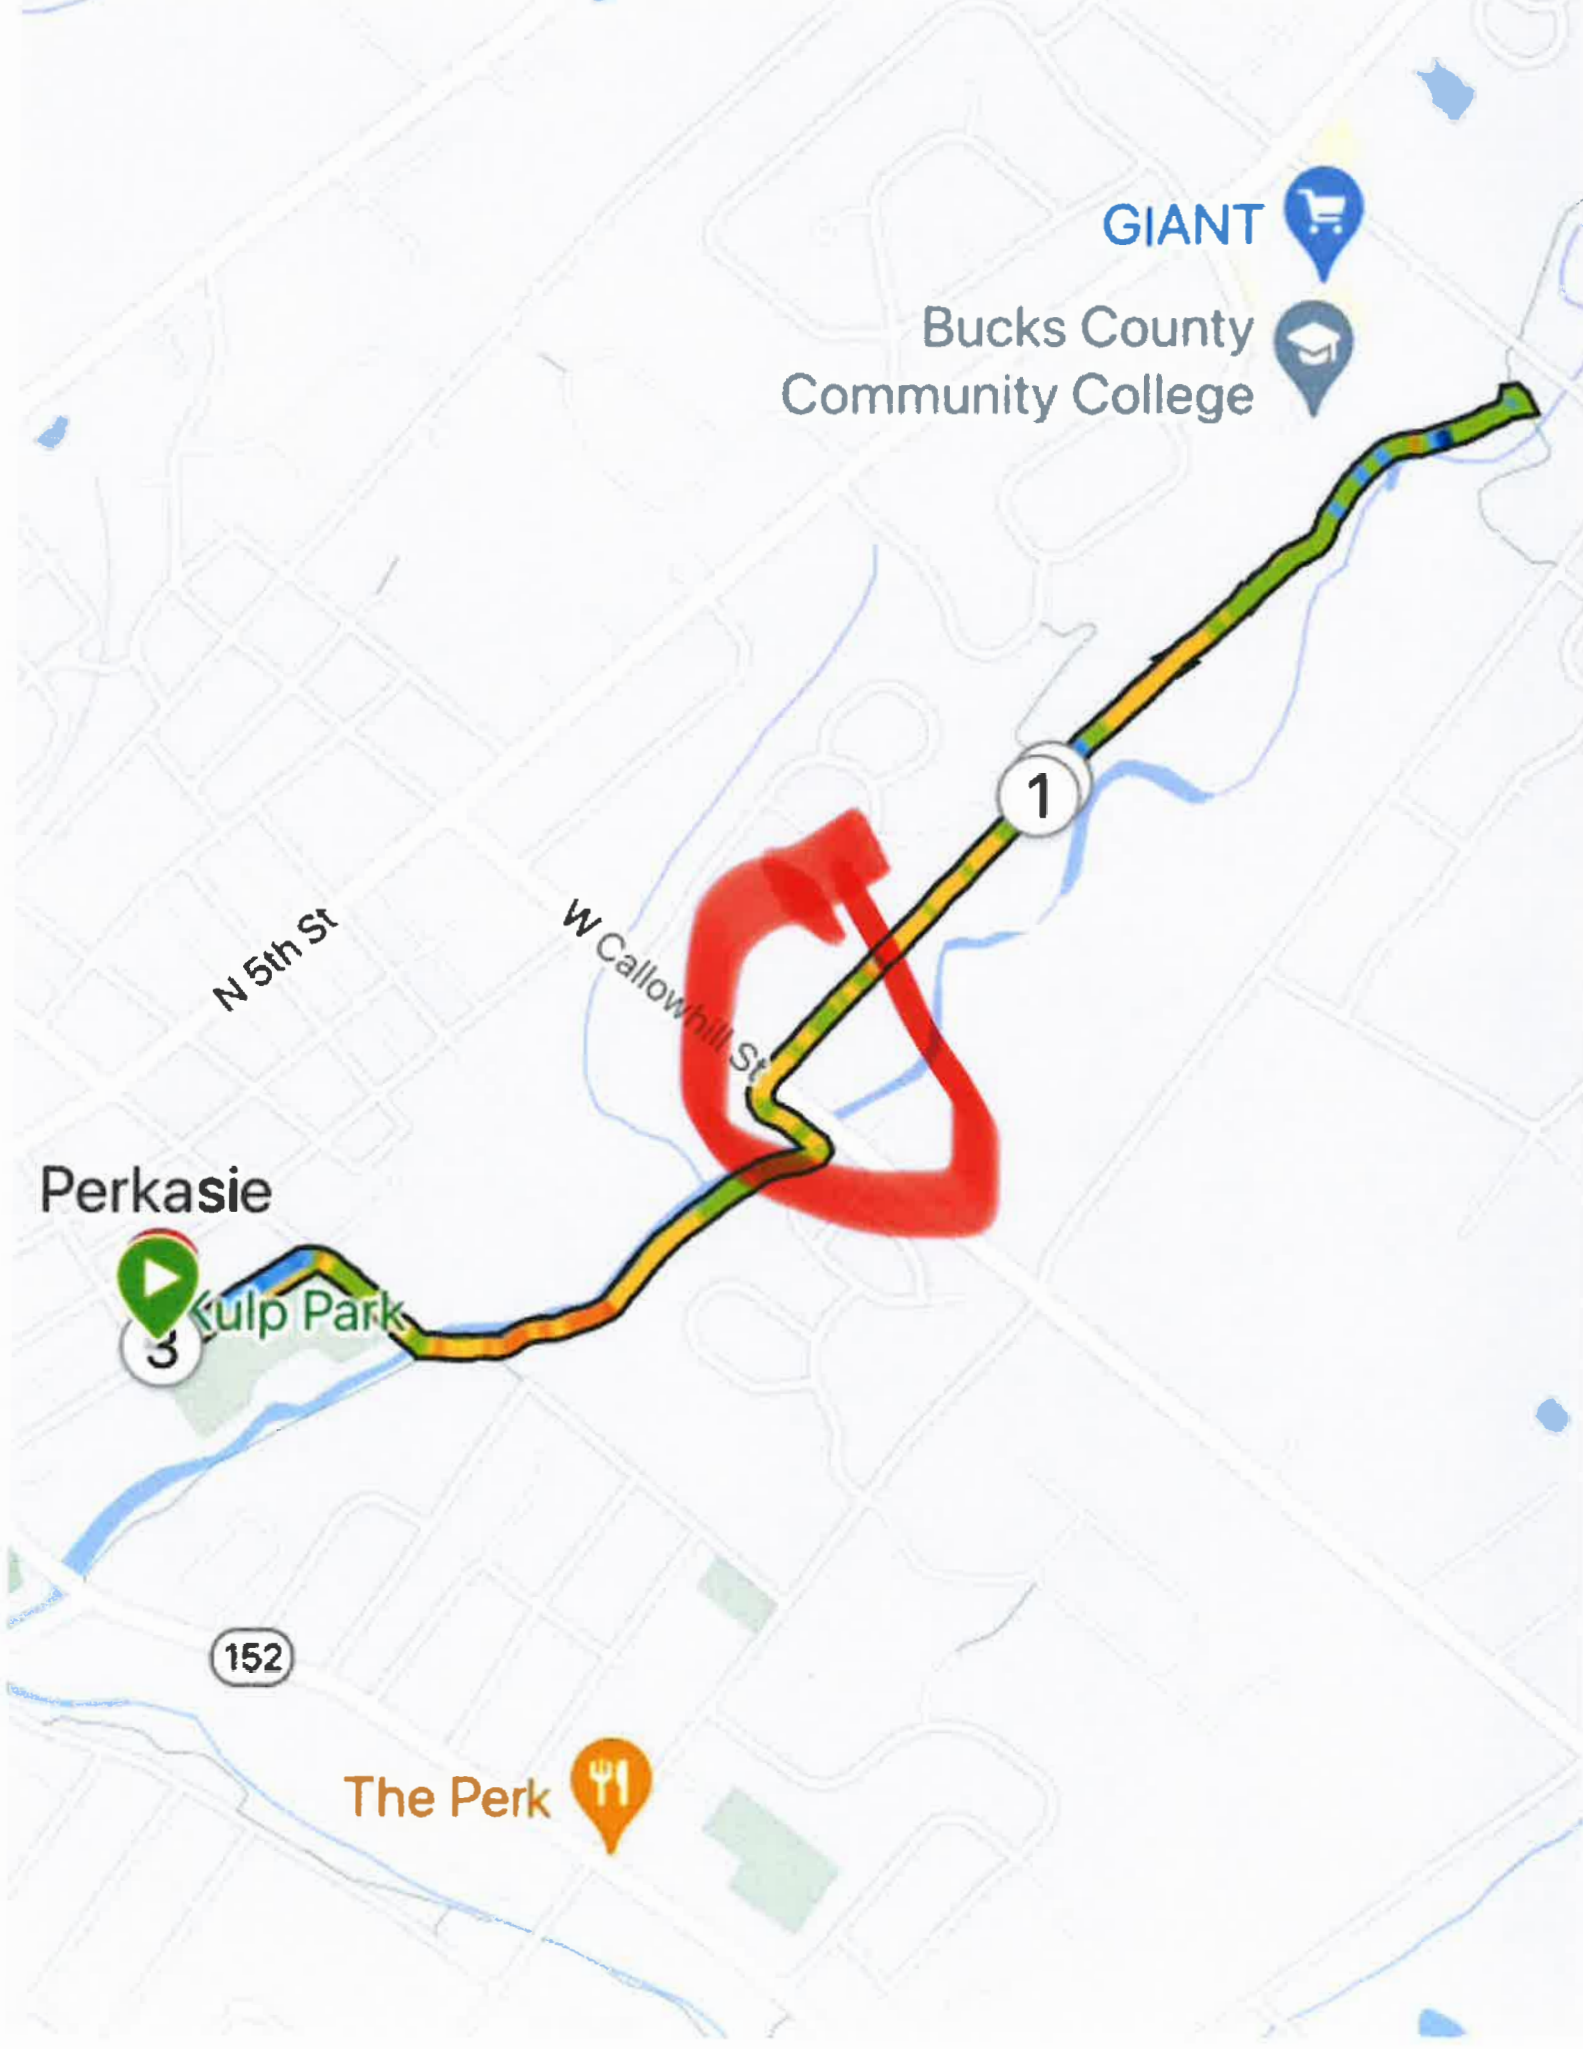 GIANT
Bucks County
Community College
1
W Callowhill St
N 5th St
Perkasie
Kulp Park
3
152
The Perk